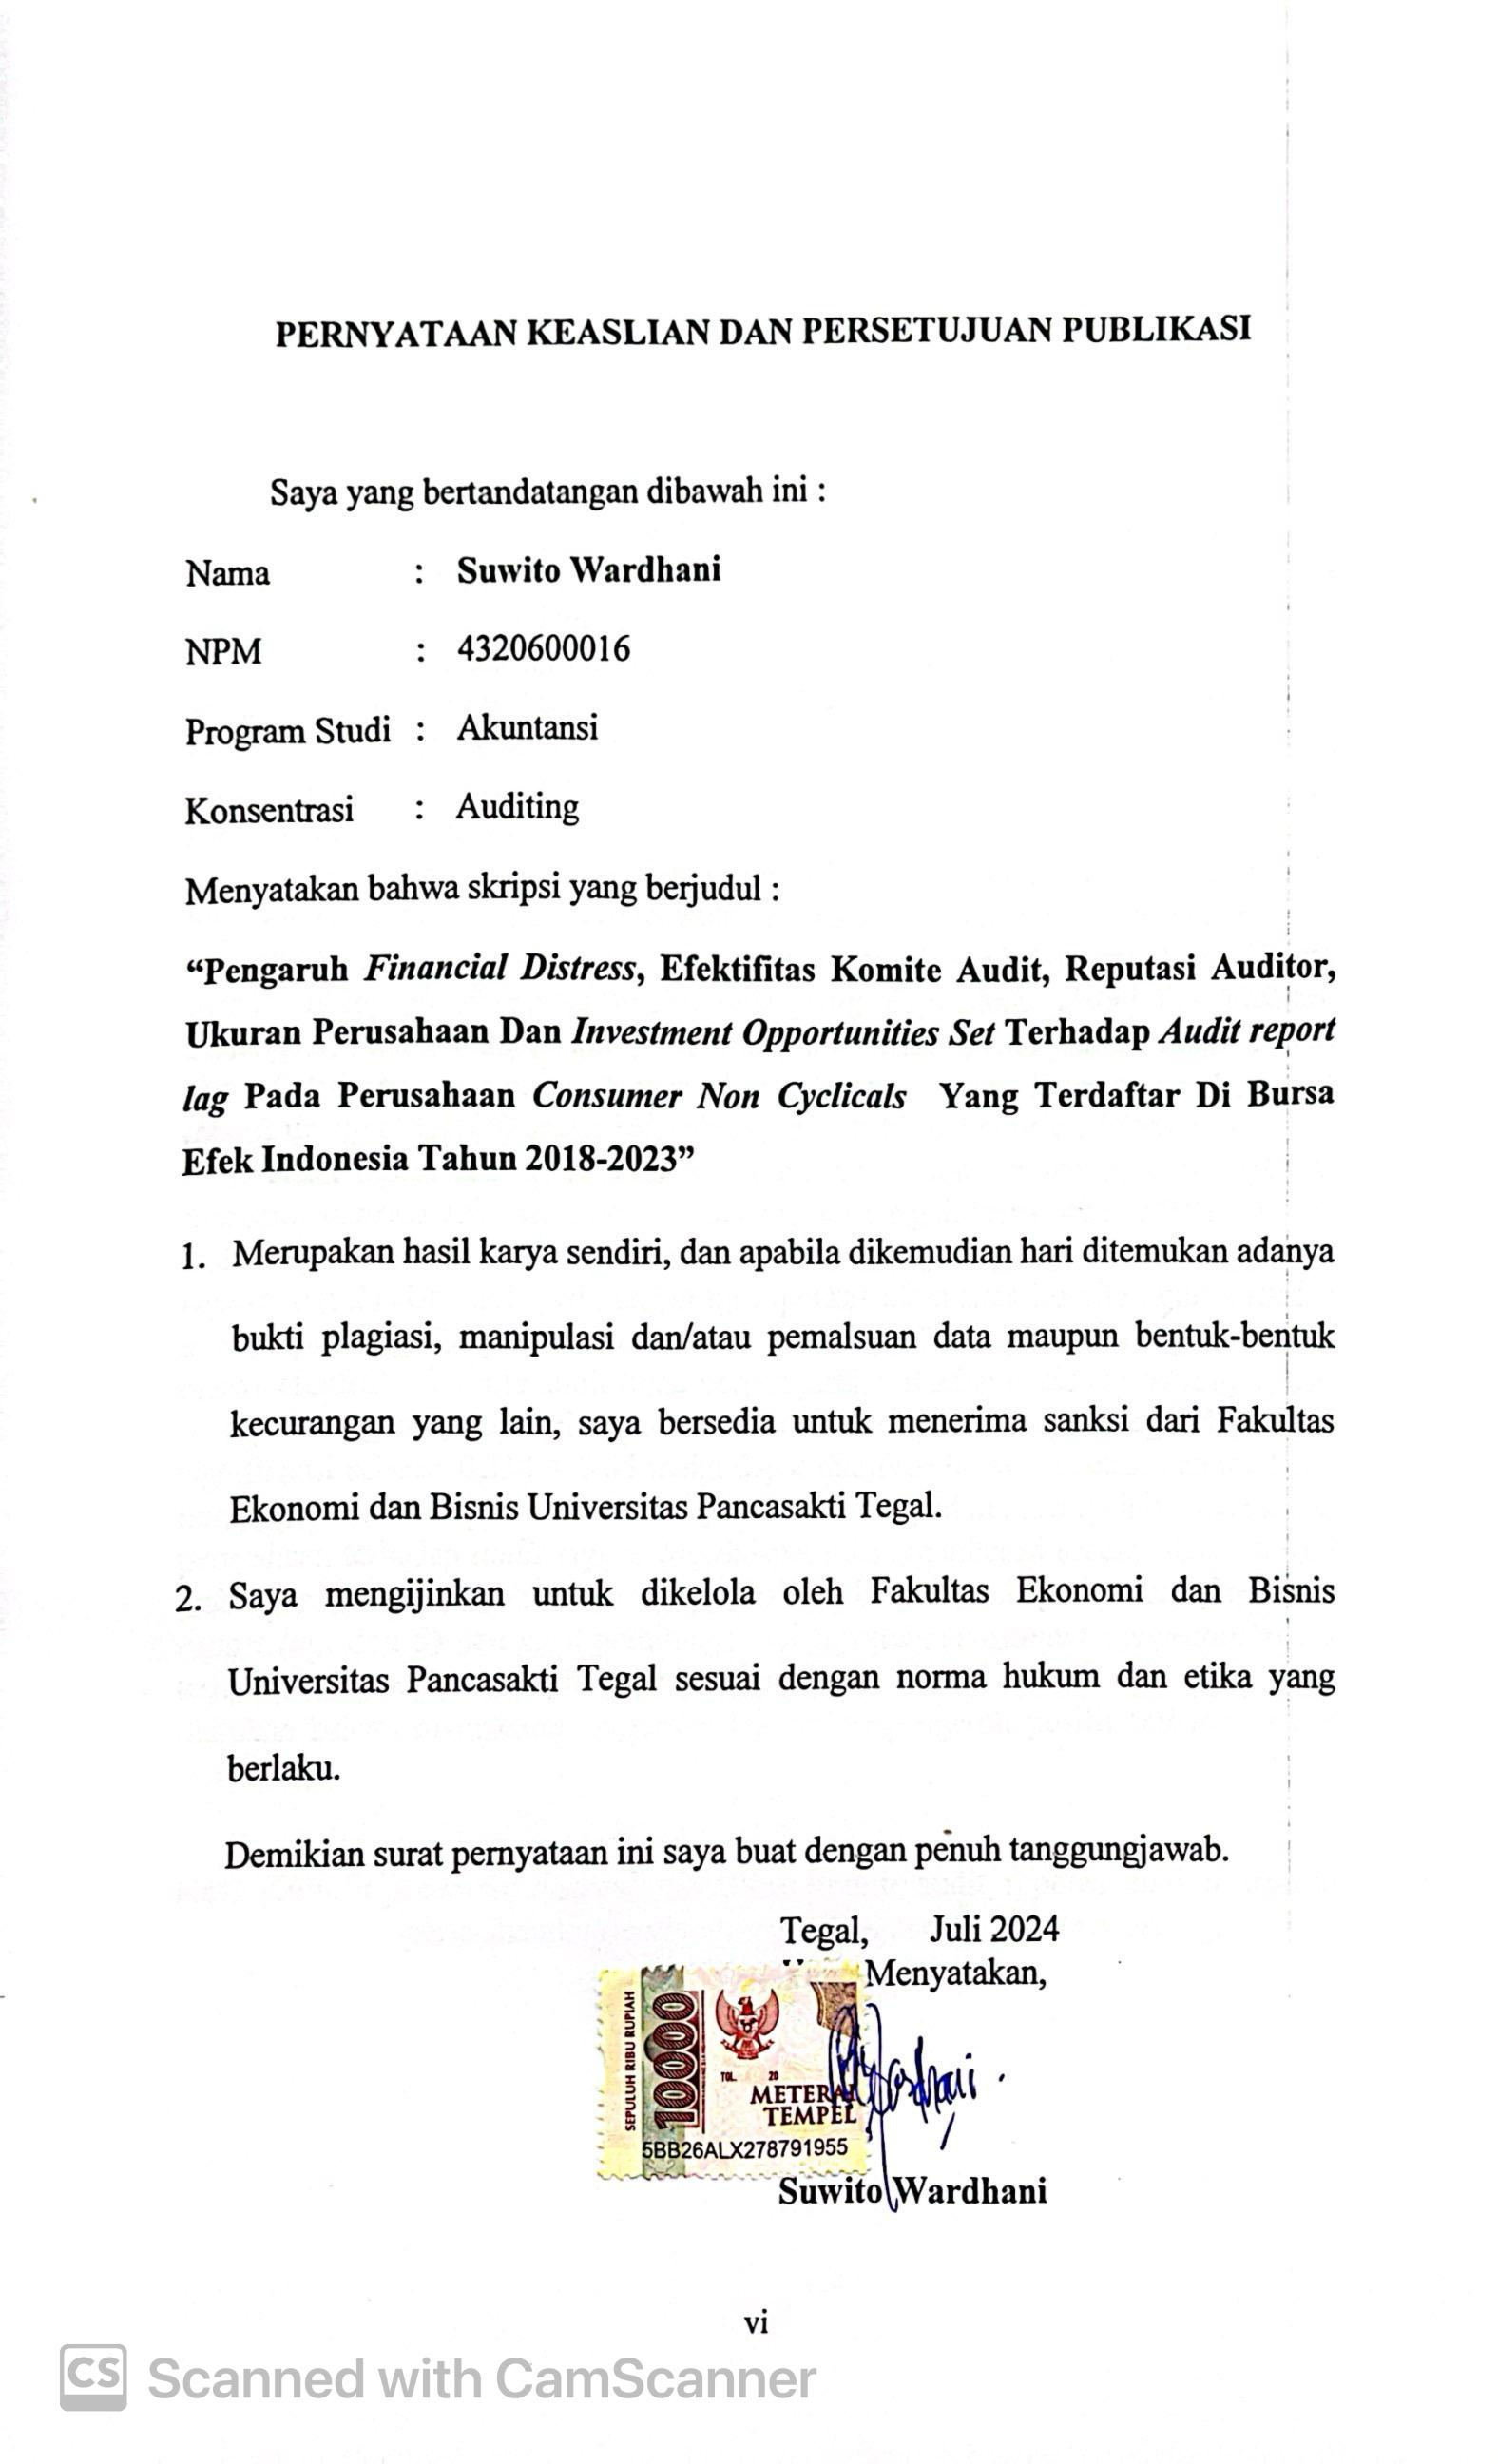 PERNYATAAN KEASLIAN DAN PERSETUJUAN PUBLIKASI
Saya yang bertandatangan dibawah ini :
Nama : Suwito Wardhani
NPM : 4320600016
Program Studi : Akuntansi
Konsentrasi : Auditing
Menyatakan bahwa skripsi yang berjudul :
“Pengaruh Financial Distress, Efektifitas Komite Audit, Reputasi Auditor,
Ukuran Perusahaan Dan Investment Opportunities Set Terhadap Audit report
lag Pada Perusahaan Consumer Non Cyclicals Yang Terdaftar Di Bursa
Efek Indonesia Tahun 2018-2023”
1. Merupakan hasil karya sendiri, dan apabila dikemudian hari ditemukan adanya
bukti plagiasi, manipulasi dan/atau pemalsuan data maupun bentuk-bentuk
kecurangan yang lain, saya bersedia untuk menerima sanksi dari Fakultas
Ekonomi dan Bisnis Universitas Pancasakti Tegal.
2. Saya mengijinkan untuk dikelola oleh Fakultas Ekonomi dan Bisnis
Universitas Pancasakti Tegal sesuai dengan norma hukum dan etika yang
berlaku.
Demikian surat pernyataan ini saya buat dengan penuh tanggungjawab.
Tegal, Juli 2024
Menyatakan,
SEPULUH RIBU RUPIAH
10000
TGL. 20
METERAI
TEMPEL
5BB26ALX278791955
Suwito Wardhani
vi
CS Scanned with CamScanner